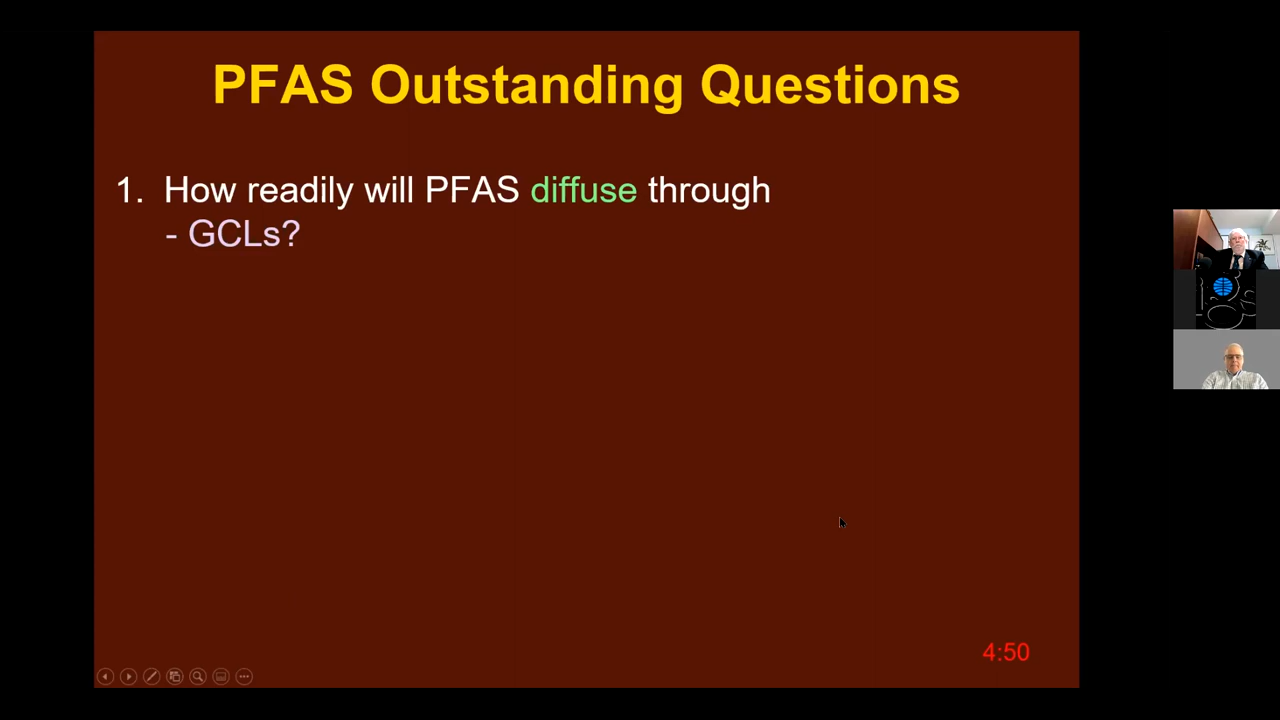 PFAS Outstanding Questions
1. How readily will PFAS diffuse through
- GCLs?
4:50